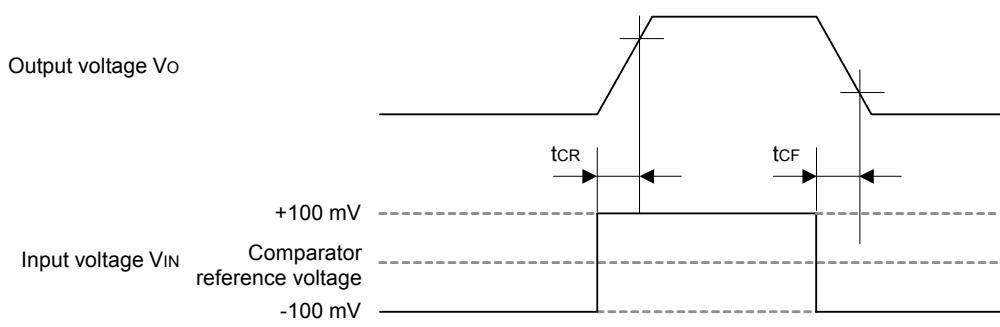 Output voltage VO
tCR
tCF
+100 mV
Input voltage VIN
Comparator
reference voltage
-100 mV